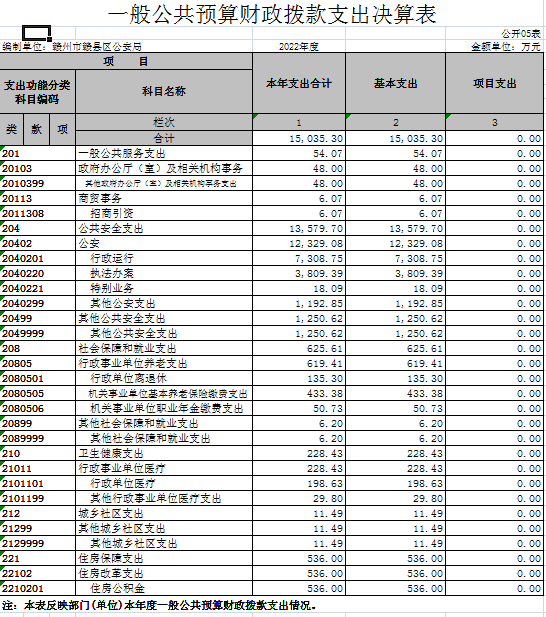 一般公共预算财政拨款支出决算表
公开05表
编制单位：赣州市赣县区公安局 2022年度 金额单位：万元
项 目 本年支出合计 基本支出 项目支出
支出功能分类科目编码 科目名称
类 款 项 栏次 1 2 3
合计 15,035.30 15,035.30 0.00
201 一般公共服务支出 54.07 54.07 0.00
20103 政府办公厅（室）及相关机构事务 48.00 48.00 0.00
2010399 其他政府办公厅（室）及相关机构事务支出 48.00 48.00 0.00
20113 商贸事务 6.07 6.07 0.00
2011308 招商引资 6.07 6.07 0.00
204 公共安全支出 13,579.70 13,579.70 0.00
20402 公安 12,329.08 12,329.08 0.00
2040201 行政运行 7,308.75 7,308.75 0.00
2040220 执法办案 3,809.39 3,809.39 0.00
2040221 特别业务 18.09 18.09 0.00
2040299 其他公安支出 1,192.85 1,192.85 0.00
20499 其他公共安全支出 1,250.62 1,250.62 0.00
2049999 其他公共安全支出 1,250.62 1,250.62 0.00
208 社会保障和就业支出 625.61 625.61 0.00
20805 行政事业单位养老支出 619.41 619.41 0.00
2080501 行政单位离退休 135.30 135.30 0.00
2080505 机关事业单位基本养老保险缴费支出 433.38 433.38 0.00
2080506 机关事业单位职业年金缴费支出 50.73 50.73 0.00
20899 其他社会保障和就业支出 6.20 6.20 0.00
2089999 其他社会保障和就业支出 6.20 6.20 0.00
210 卫生健康支出 228.43 228.43 0.00
21011 行政事业单位医疗 228.43 228.43 0.00
2101101 行政单位医疗 198.63 198.63 0.00
2101199 其他行政事业单位医疗支出 29.80 29.80 0.00
212 城乡社区支出 11.49 11.49 0.00
21299 其他城乡社区支出 11.49 11.49 0.00
2129999 其他城乡社区支出 11.49 11.49 0.00
221 住房保障支出 536.00 536.00 0.00
22102 住房改革支出 536.00 536.00 0.00
2210201 住房公积金 536.00 536.00 0.00
注：本表反映部门(单位)本年度一般公共预算财政拨款支出情况。